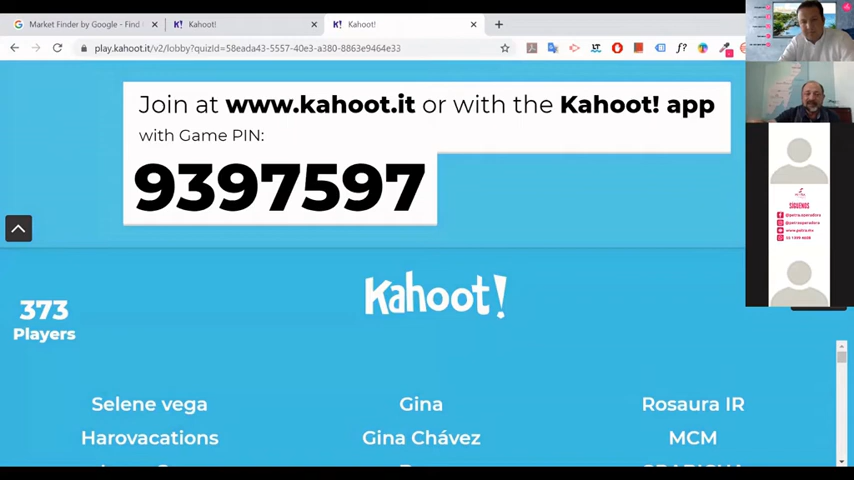 Market Finder by Google - Find
Kahoot!
Kahoot!
play.kahoot.it/v2/lobby?quizId=58eada43-5557-40e3-a380-8863e9464e33
Join at www.kahoot.it or with the Kahoot! app
with Game PIN:
9397597
SÍGUENOS
Kahoot!
373
Players
Selene vega
Gina
Rosaura IR
Harovacations
Gina Chávez
MCM